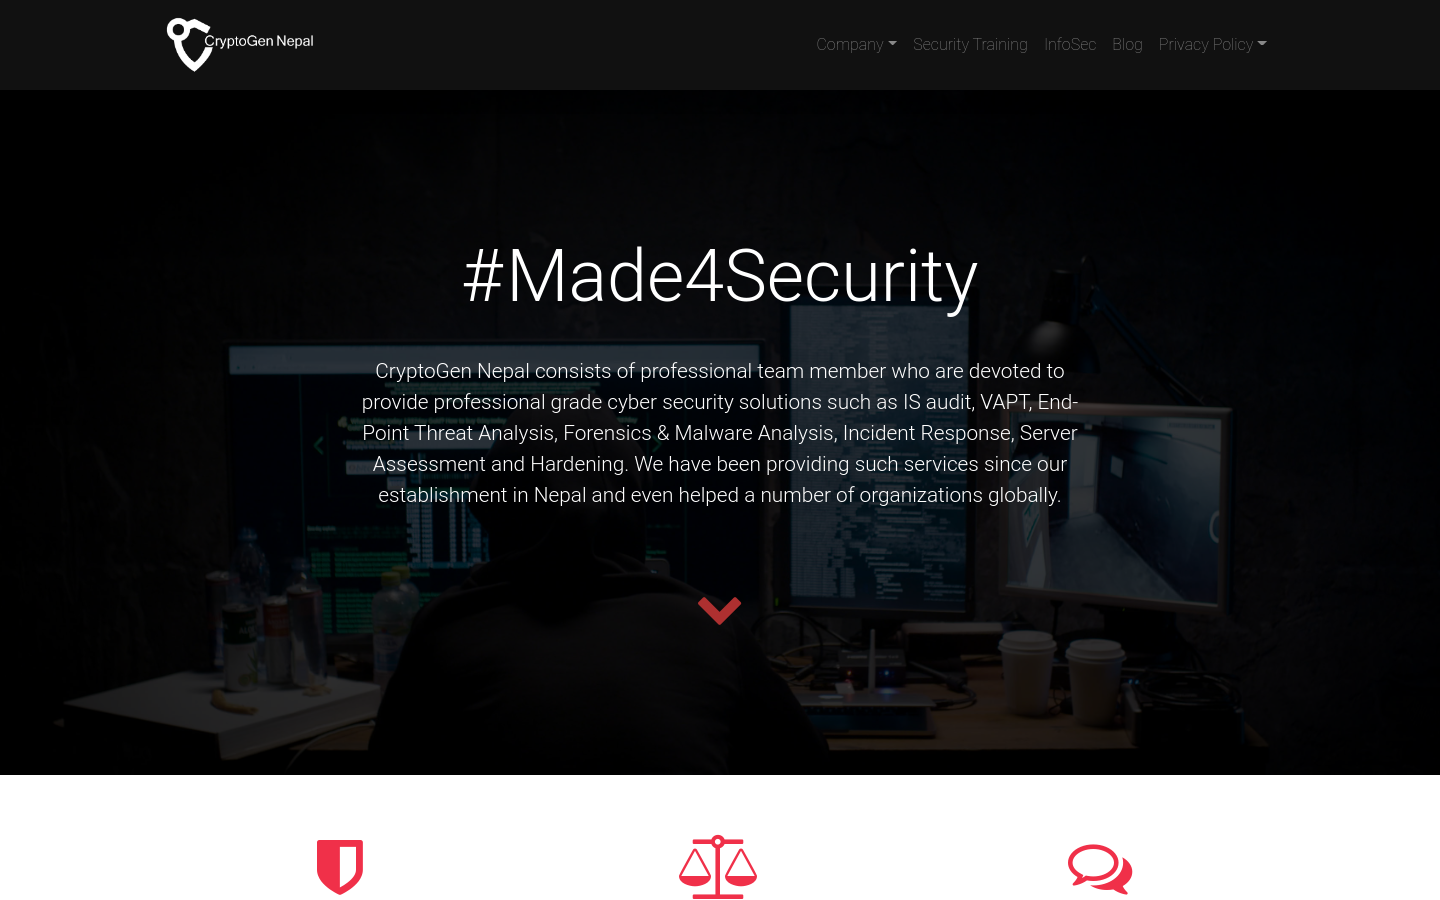 CryptoGen Nepal
Company
Security Training
InfoSec
Blog
Privacy Policy
#Made4Security
CryptoGen Nepal consists of professional team member who are devoted to
provide professional grade cyber security solutions such as IS audit, VAPT, End-
Point Threat Analysis, Forensics & Malware Analysis, Incident Response, Server
Assessment and Hardening. We have been providing such services since our
establishment in Nepal and even helped a number of organizations globally.